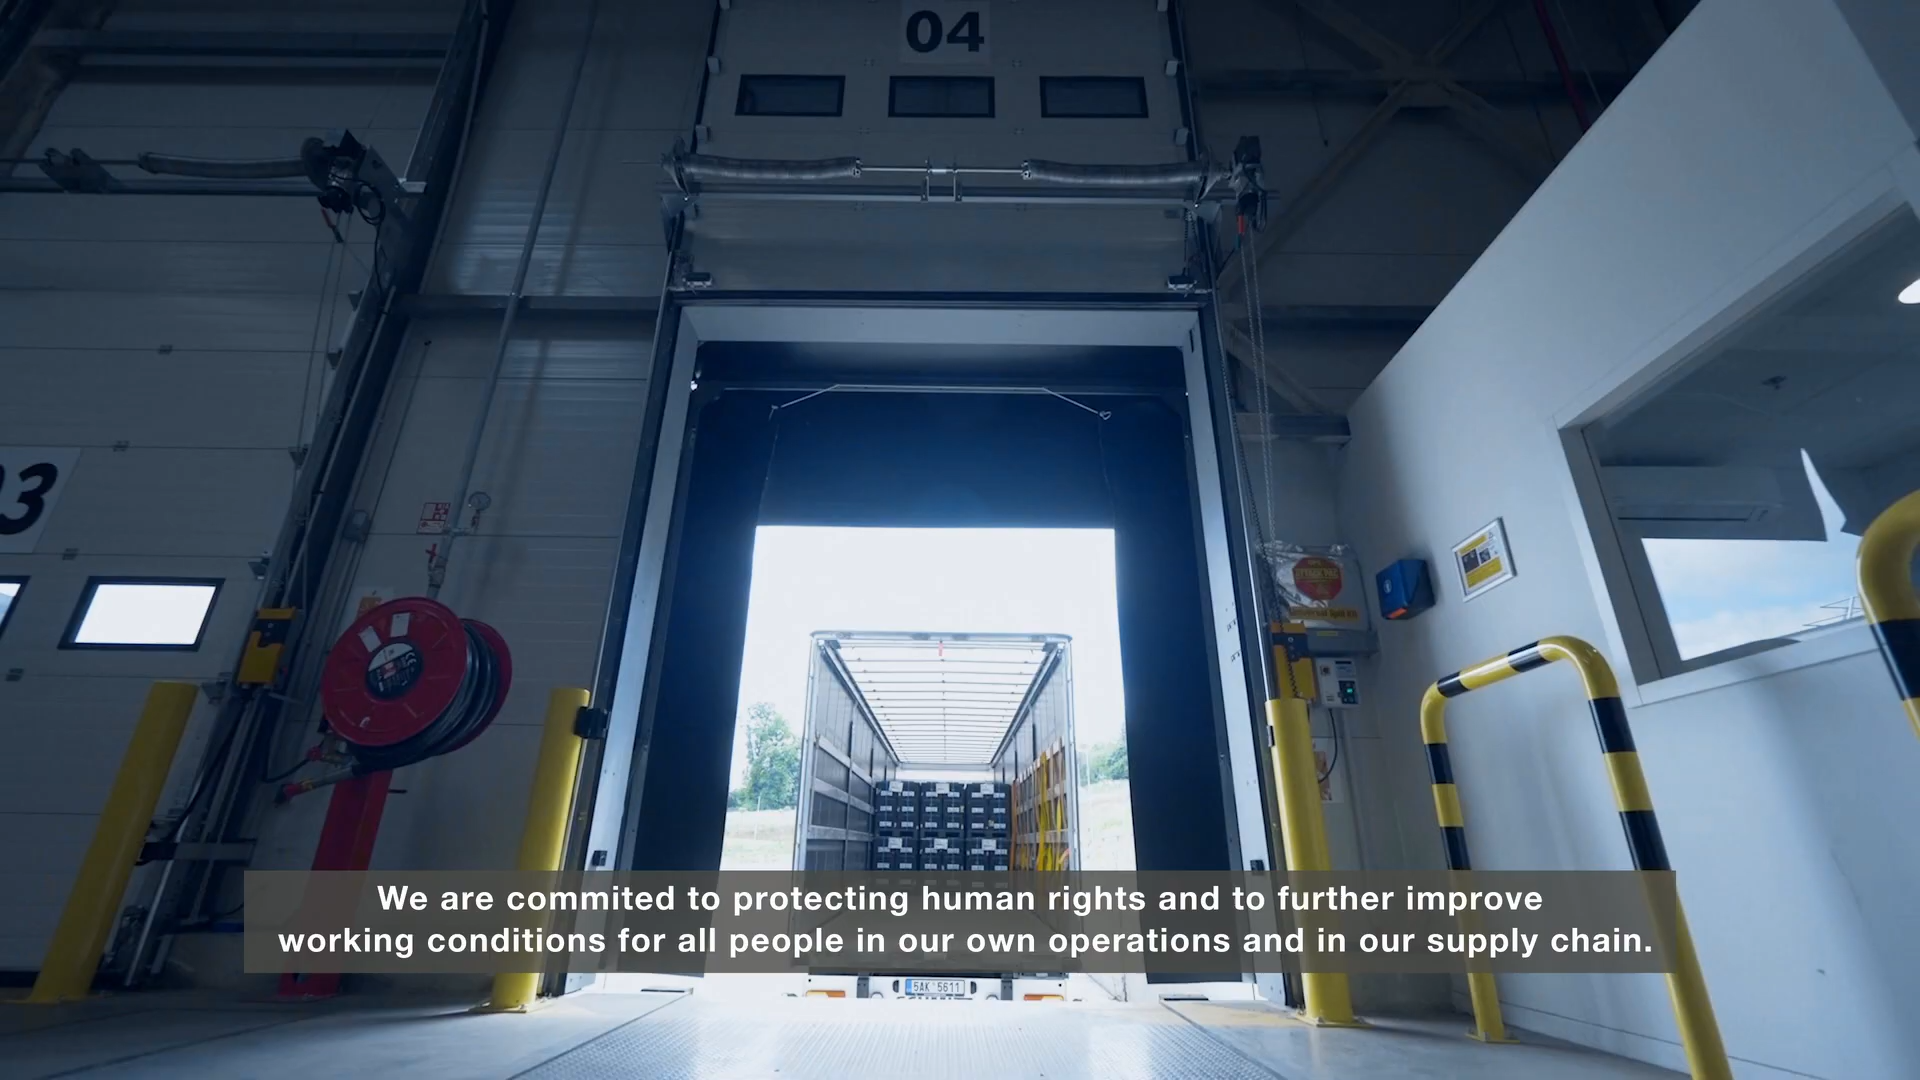 04
03
We are commited to protecting human rights and to further improve
working conditions for all people in our own operations and in our supply chain.
5AK 5611